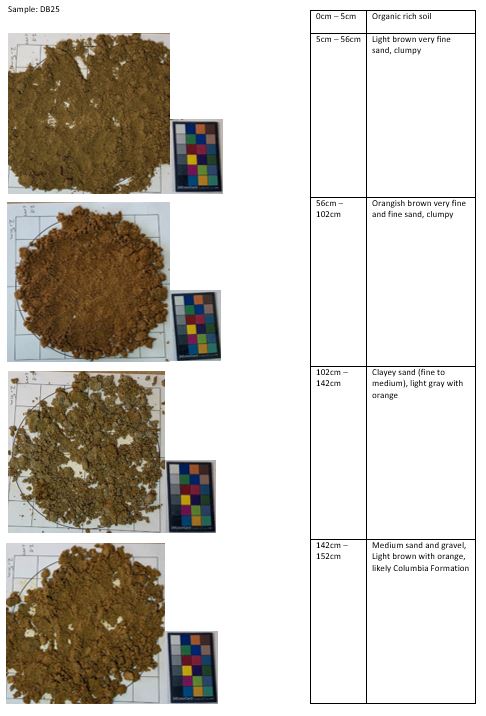 Sample: DB25
0cm – 5cm
Organic rich soil
5cm – 56cm
Light brown very fine
sand, clumpy
56cm –
102cm
Orangish brown very fine
and fine sand, clumpy
102cm –
142cm
Clayey sand (fine to
medium), light gray with
orange
142cm –
152cm
Medium sand and gravel,
Light brown with orange,
likely Columbia Formation